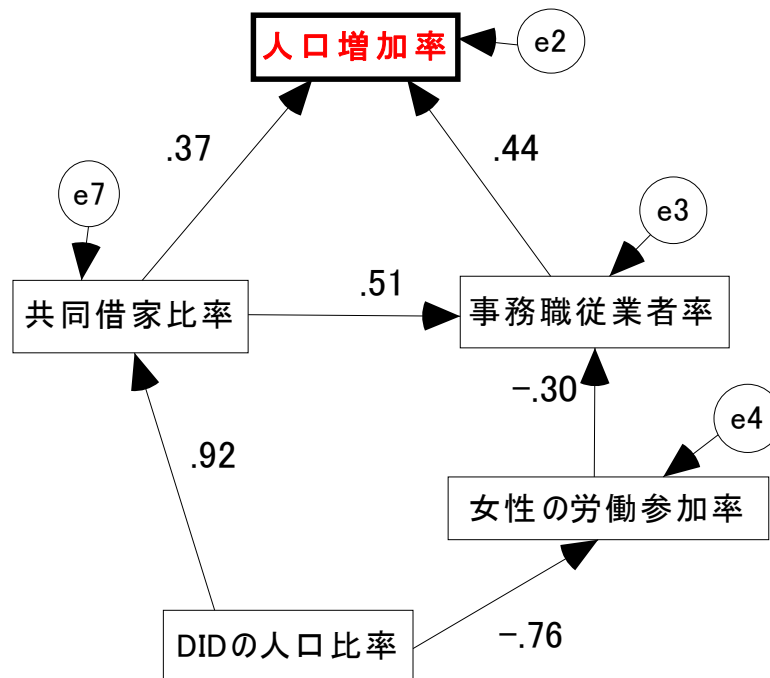 人口増加率
e2
.37
.44
e7
e3
共同借家比率
.51
事務職従業者率
-.30
e4
.92
女性の労働参加率
DIDの人口比率
-.76